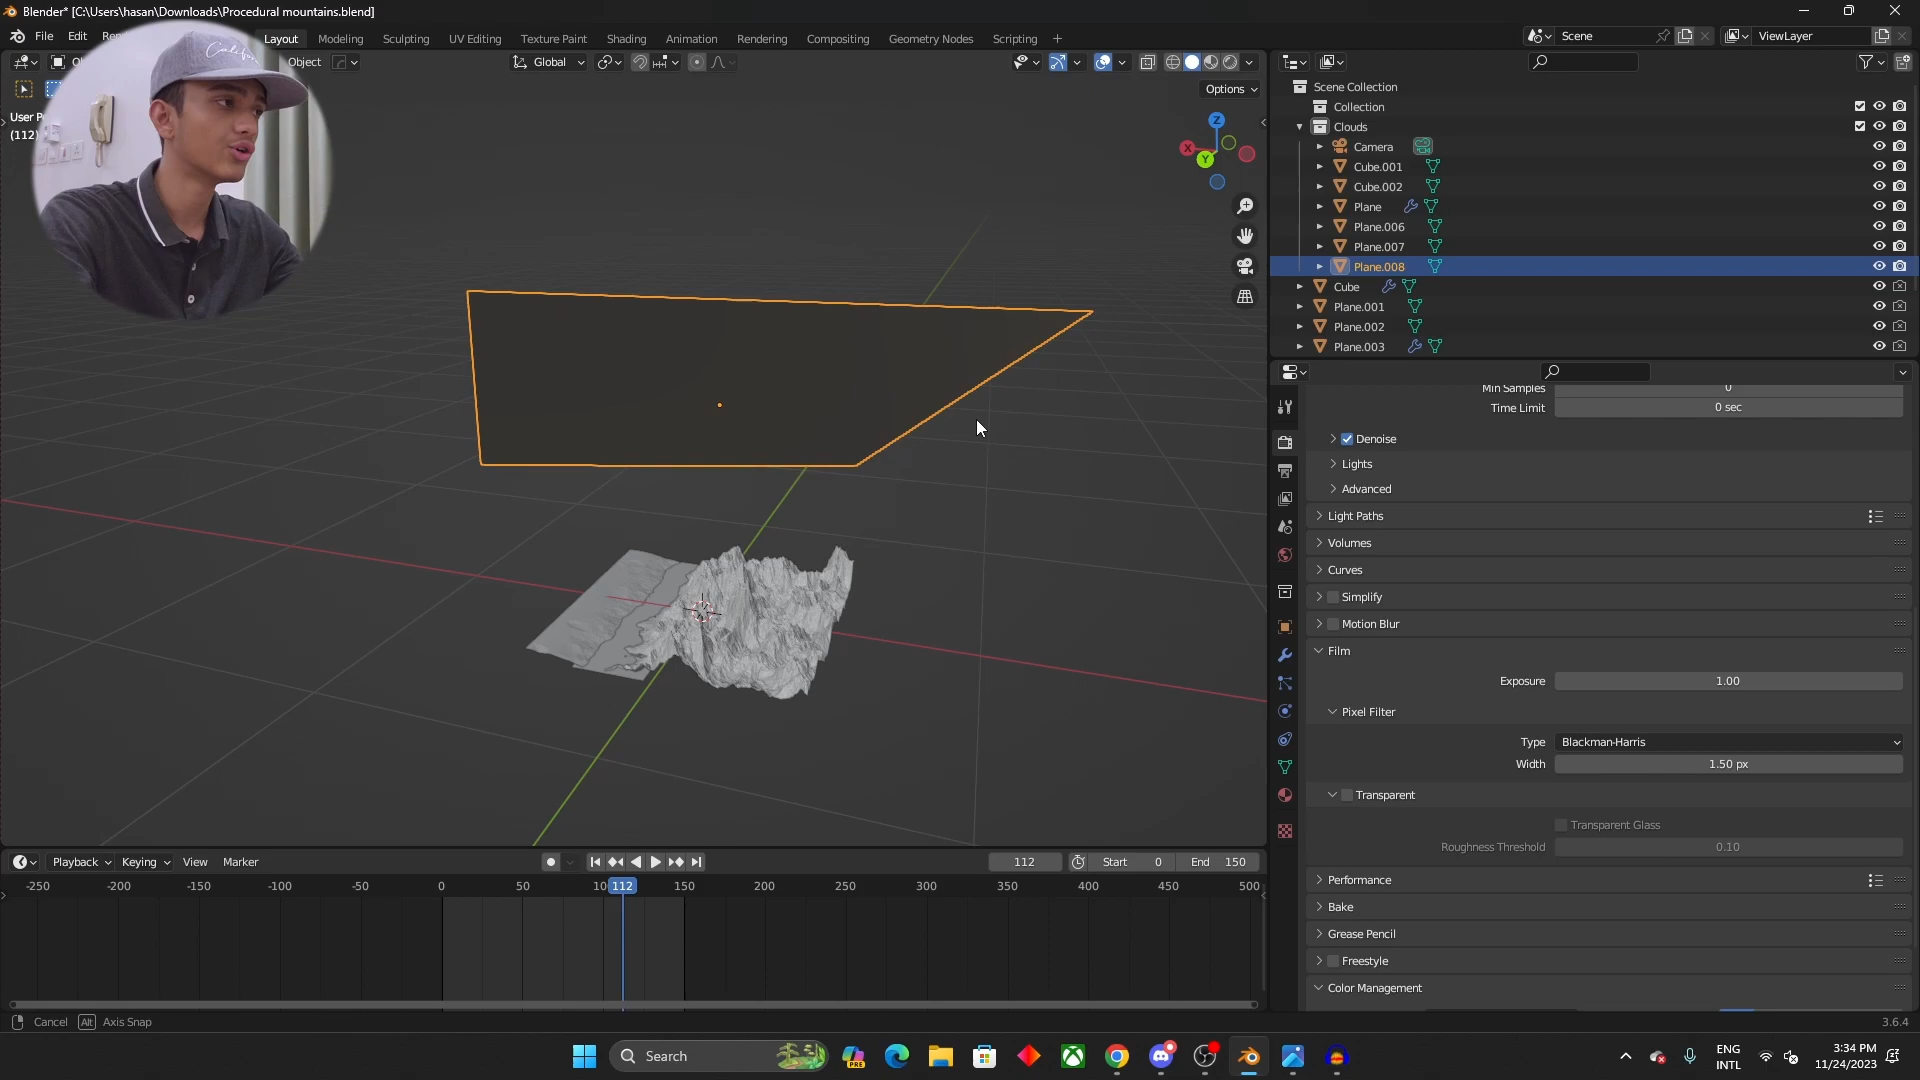 Blender* [C:\Users\hasan\Downloads\Procedural mountains.blend]
File Edit Layout Modeling Sculpting UV Editing Texture Paint Shading Animation Rendering Compositing Geometry Nodes Scripting +
Scene
ViewLayer
Object
Global
Options
(112)
Z
X
Y
Scene Collection
Collection
Clouds
Camera
Cube.001
Cube.002
Plane
Plane.006
Plane.007
Plane.008
Cube
Plane.001
Plane.002
Plane.003
Min Samples 0
Time Limit 0 sec
Denoise
Lights
Advanced
Light Paths
Volumes
Curves
Simplify
Motion Blur
Film
Exposure 1.00
Pixel Filter
Type Blackman-Harris
Width 1.50 px
Transparent
Transparent Glass
Roughness Threshold 0.10
Performance
Bake
Grease Pencil
Freestyle
Color Management
Playback Keying View Marker
112 Start 0 End 150
-250 -200 -150 -100 -50 0 50 10 112 150 200 250 300 350 400 450 500
Cancel Alt Axis Snap
3.6.4
Search
PRE
ENG
INTL
3:34 PM
11/24/2023